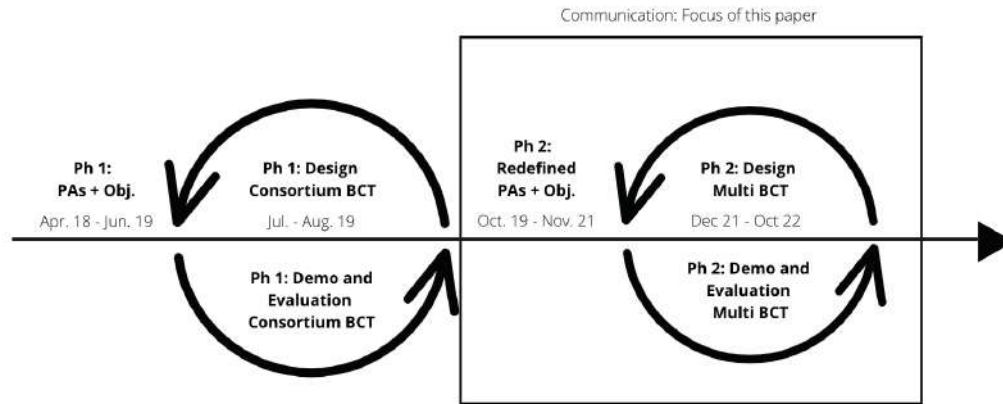 Communication: Focus of this paper
Ph 1:
PAs + Obj.
Apr. 18 - Jun. 19
Ph 1: Design
Consortium BCT
Jul. - Aug. 19
Ph 1: Demo and
Evaluation
Consortium BCT
Ph 2:
Redefined
PAs + Obj.
Oct. 19 - Nov. 21
Ph 2: Design
Multi BCT
Dec 21 - Oct 22
Ph 2: Demo and
Evaluation
Multi BCT